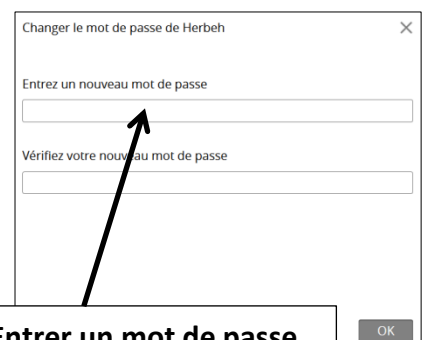 Changer le mot de passe de Herbeh
Entrez un nouveau mot de passe
Vérifiez votre nouveau mot de passe
Entrer un mot de passe
OK